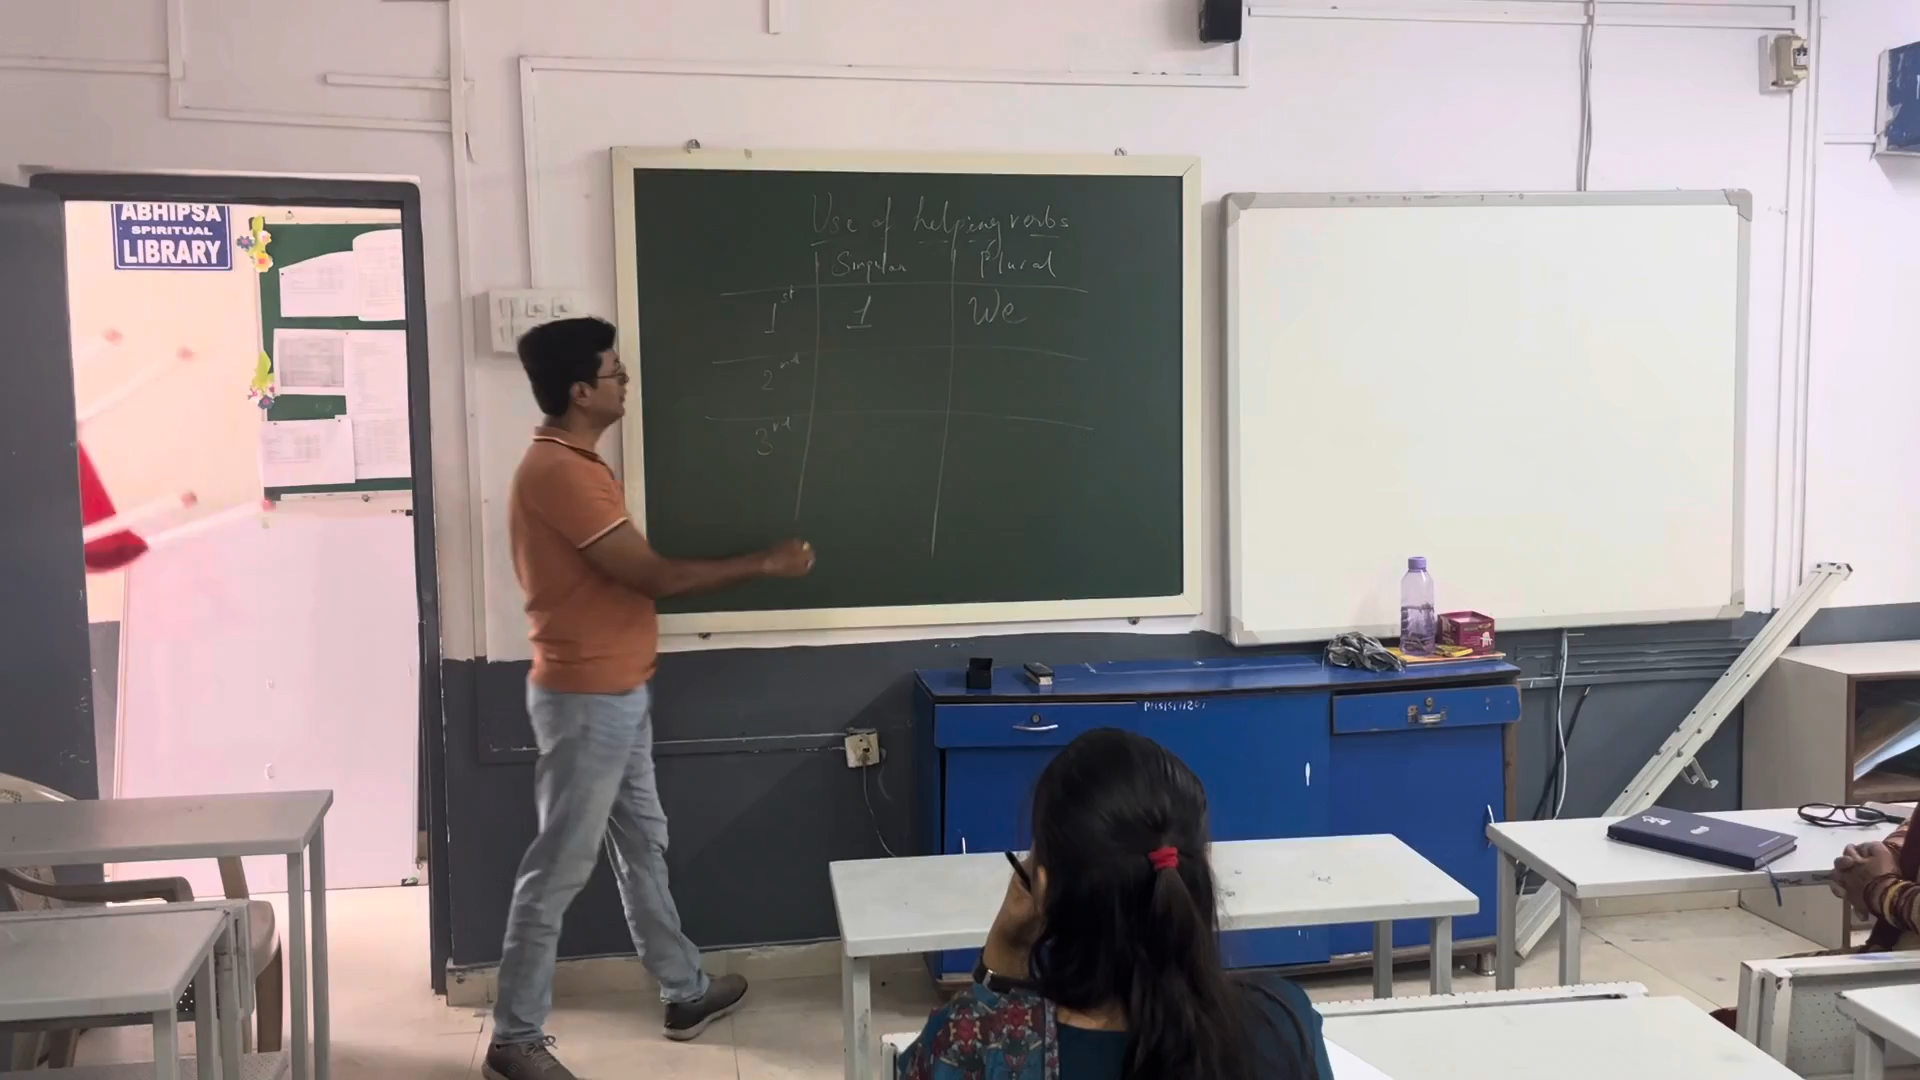 ABHIPSA
SPIRITUAL
LIBRARY
Use of helping verbs
Singular Plural
1st I We
2nd
3rd